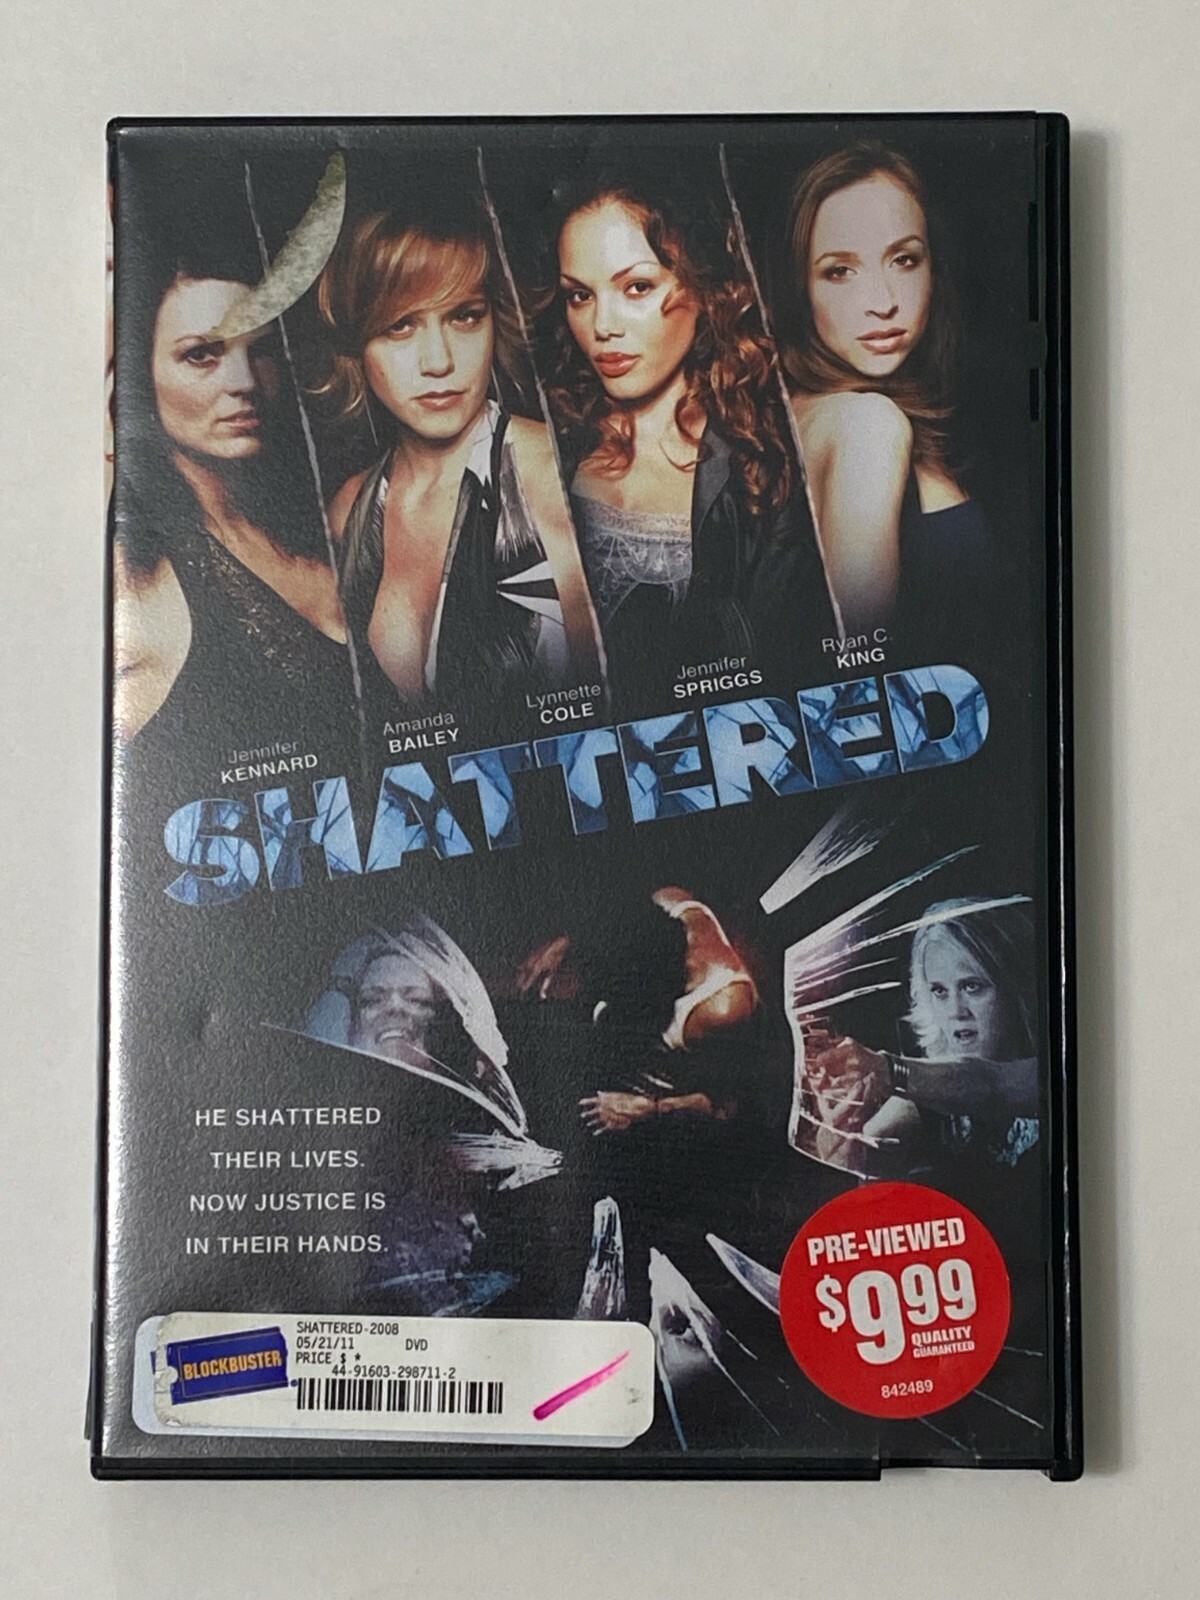 Jennifer
KENNARD
Amanda
BAILEY
Lynnette
COLE
Jennifer
SPRIGGS
Ryan C.
KING
SHATTERED
HE SHATTERED
THEIR LIVES.
NOW JUSTICE IS
IN THEIR HANDS.
PRE-VIEWED
$9.99
QUALITY
GUARANTEED
842489
BLOCKBUSTER
SHATTERED-2008
05/21/11 DVD
PRICE $ *
44-91603-298711-2